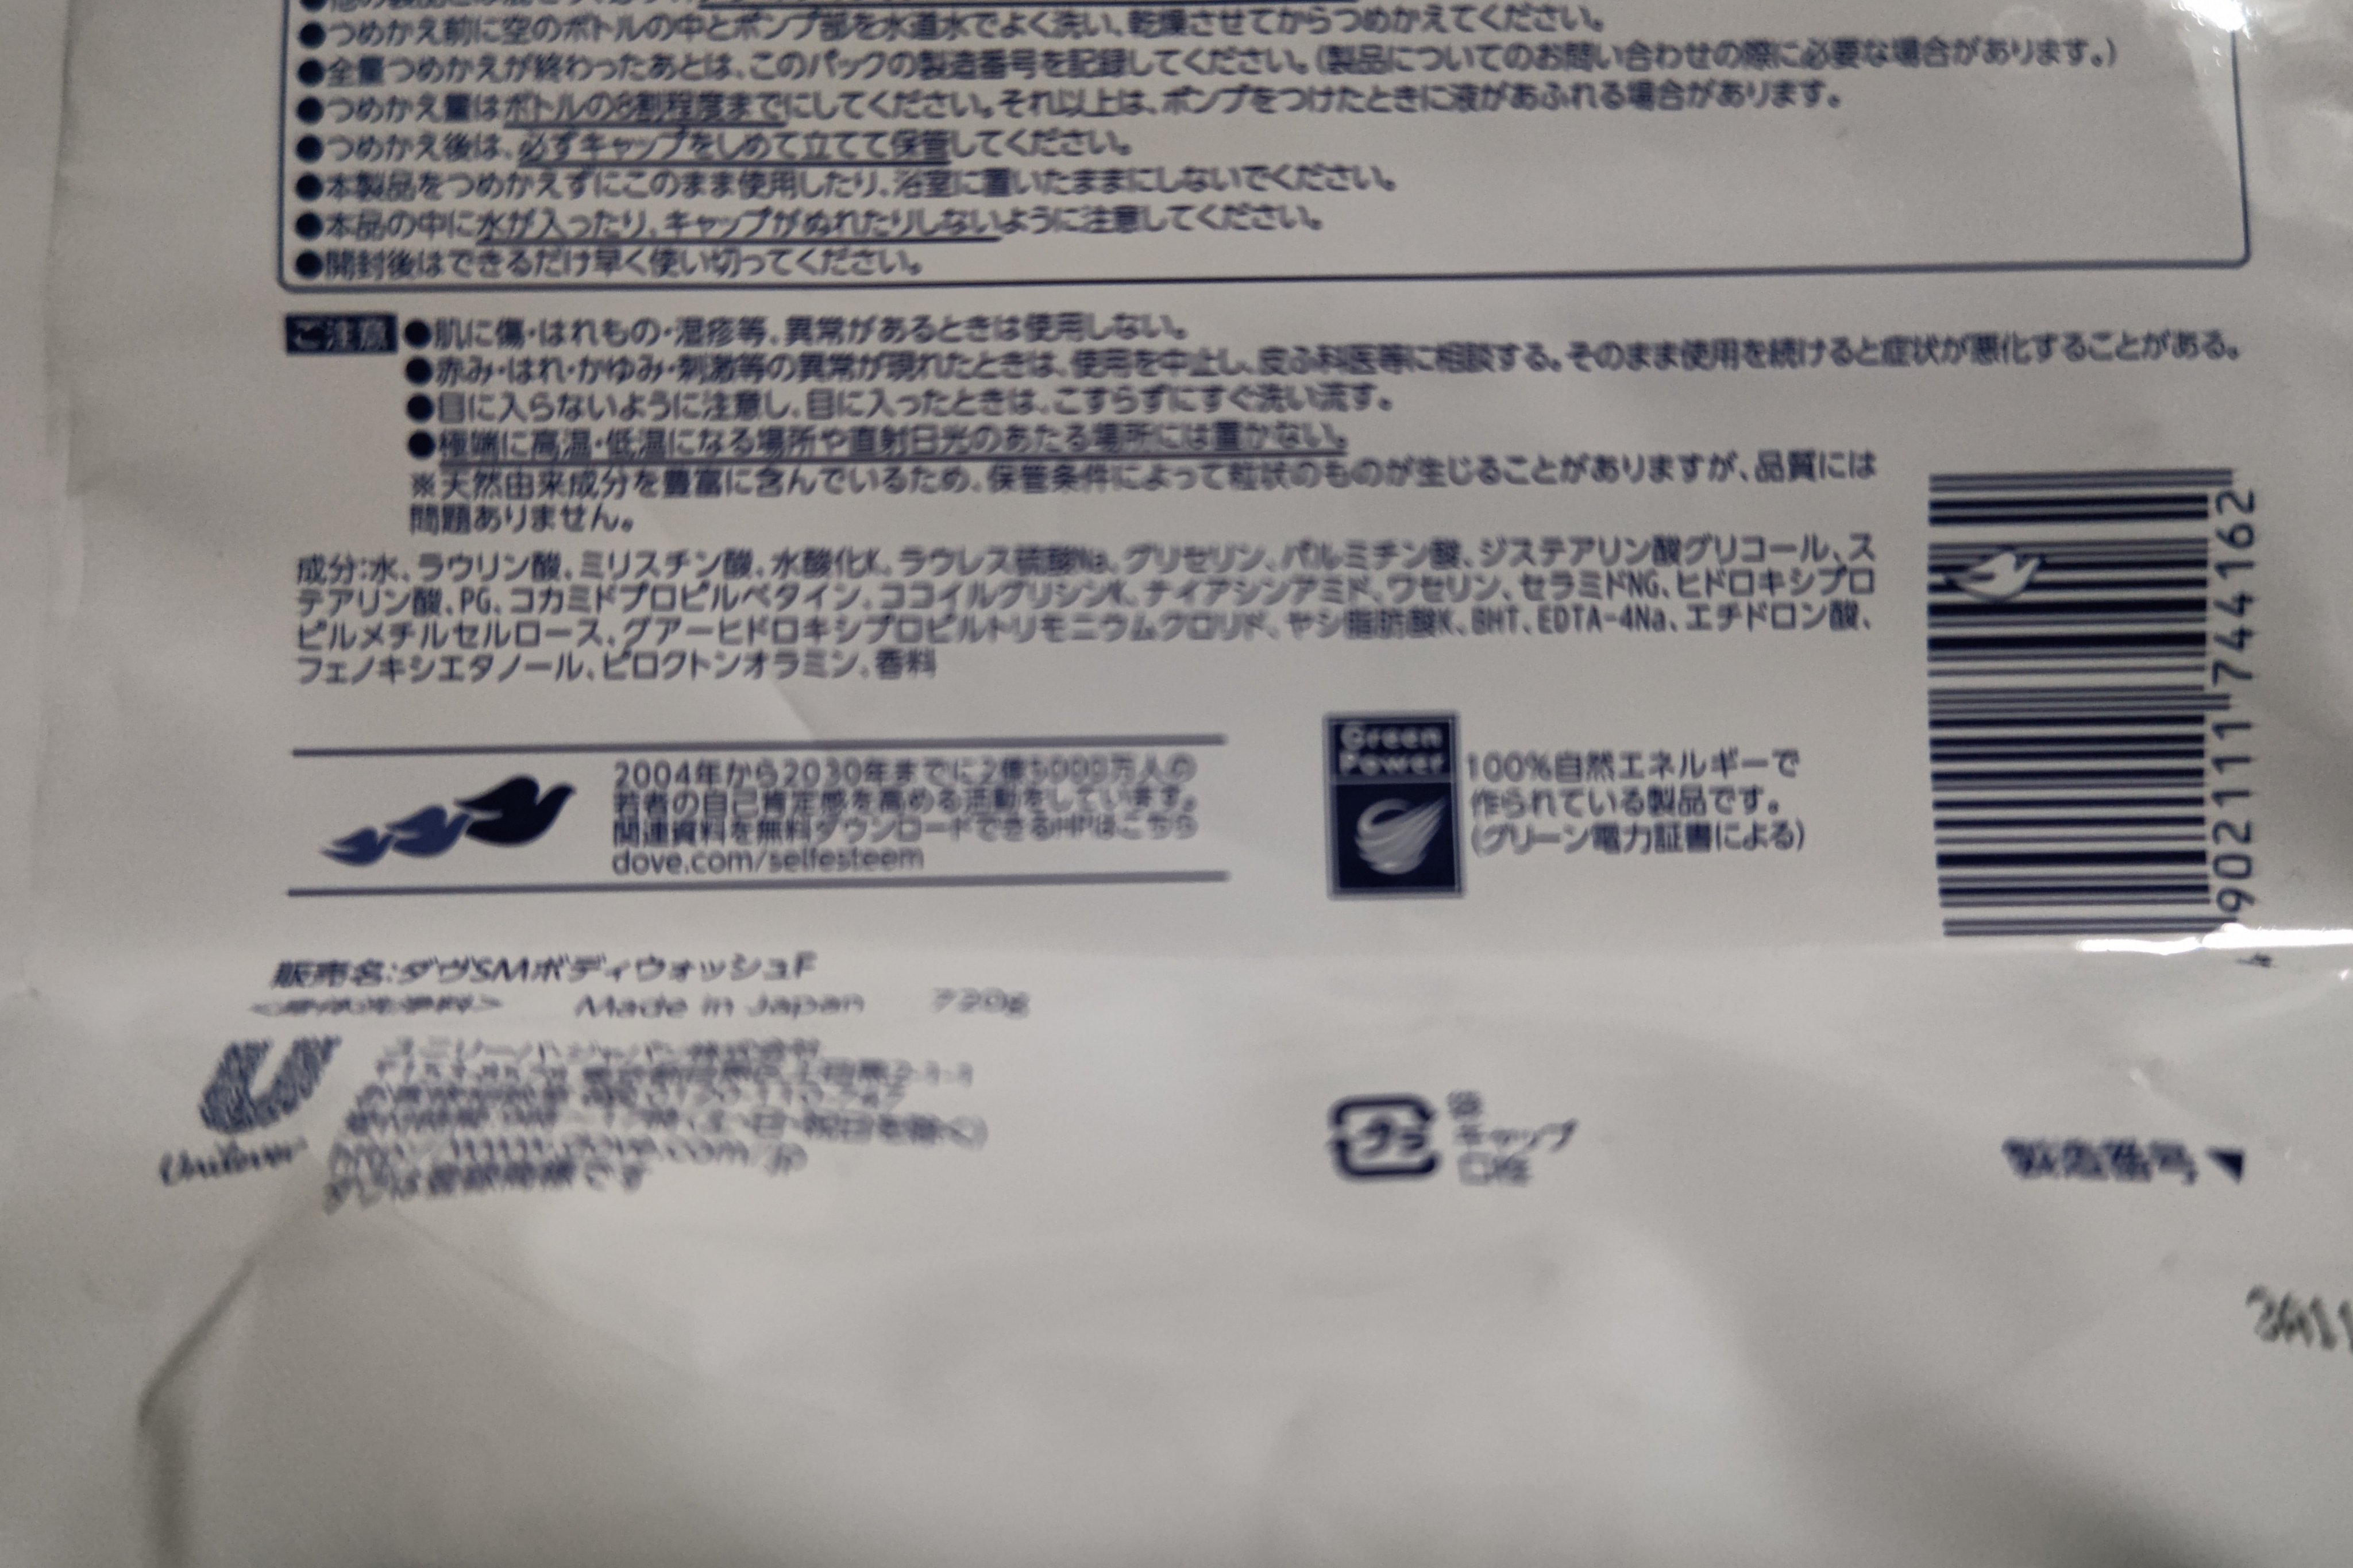 ●つめかえ前に空のボトルの中とポンプ部を水道水でよく洗い、乾燥させてからつめかえてください。
●全量つめかえが終わったあとは、このパックの製造番号を記録してください。(製品についてのお問い合わせの際に必要な場合があります。)
●つめかえ量はボトルの8割程度までにしてください。それ以上は、ポンプをつけたときに液があふれる場合があります。
●つめかえ後は、必ずキャップをしめて立てて保管してください。
●本製品をつめかえずにこのまま使用したり、浴室に置いたままにしないでください。
●本品の中に水が入ったり、キャップがぬれたりしないように注意してください。
●開封後はできるだけ早く使い切ってください。
ご注意 ●肌に傷・はれもの・湿疹等、異常があるときは使用しない。
●赤み・はれ・かゆみ・刺激等の異常が現れたときは、使用を中止し、皮ふ科医等に相談する。そのまま使用を続けると症状が悪化することがある。
●目に入らないように注意し、目に入ったときは、こすらずにすぐ洗い流す。
●極端に高温・低温になる場所や直射日光のあたる場所には置かない。
※天然由来成分を豊富に含んでいるため、保管条件によって粒状のものが生じることがありますが、品質には
問題ありません。
成分:水、ラウリン酸、ミリスチン酸、水酸化K、ラウレス硫酸Na、グリセリン、パルミチン酸、ジステアリン酸グリコール、ス
テアリン酸、PG、コカミドプロピルベタイン、ココイルグリシンK、ナイアシンアミド、ワセリン、セラミドNG、ヒドロキシプロ
ピルメチルセルロース、グアーヒドロキシプロピルトリモニウムクロリド、ヤシ脂肪酸K、BHT、EDTA-4Na、エチドロン酸、
フェノキシエタノール、ピロクトンオラミン、香料
4902111744162
2004年から2030年までに2億5000万人の
若者の自己肯定感を高める活動をしています。
関連資料を無料ダウンロードできるHPはこちら
dove.com/selfesteem
Green
Power
100%自然エネルギーで
作られている製品です。
(グリーン電力証書による)
販売名:ダヴSMボディウォッシュF
<身体洗浄料> Made in Japan 720g
Unilever
ユニリーバ・ジャパン株式会社
プラ
袋
キャップ
口栓
製造番号◀